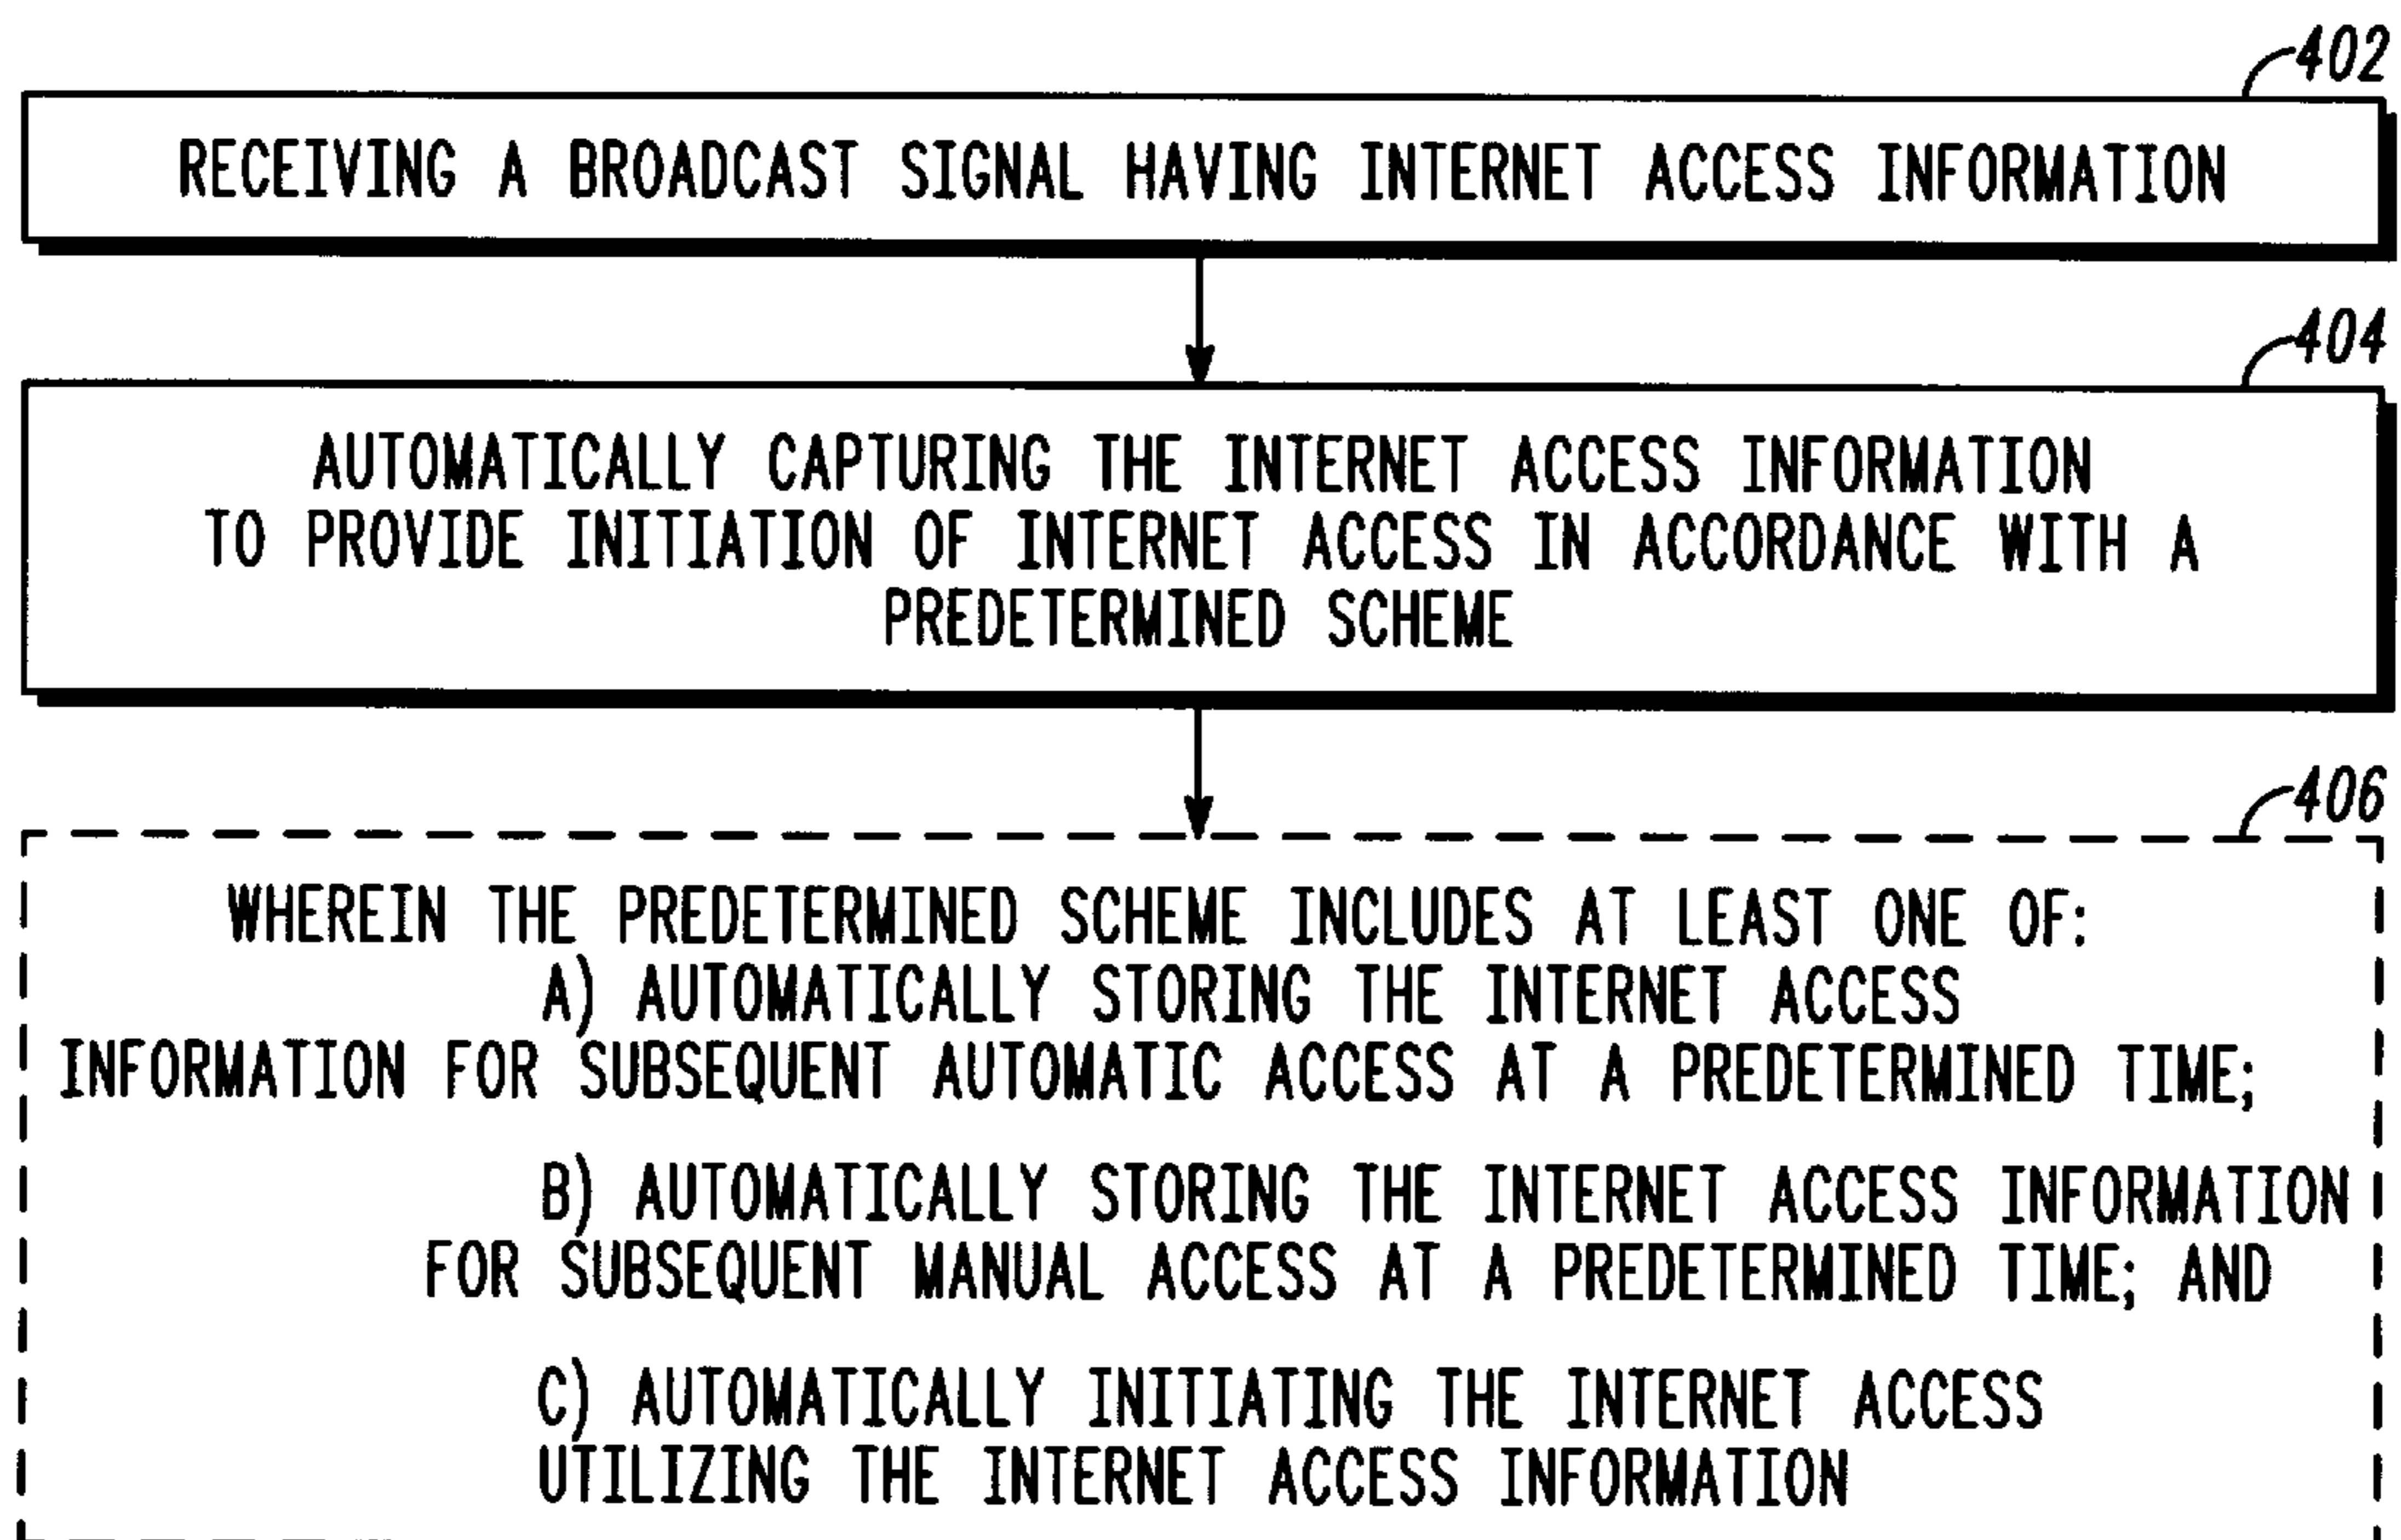 402
RECEIVING A BROADCAST SIGNAL HAVING INTERNET ACCESS INFORMATION
404
AUTOMATICALLY CAPTURING THE INTERNET ACCESS INFORMATION
TO PROVIDE INITIATION OF INTERNET ACCESS IN ACCORDANCE WITH A
PREDETERMINED SCHEME
406
WHEREIN THE PREDETERMINED SCHEME INCLUDES AT LEAST ONE OF:
A) AUTOMATICALLY STORING THE INTERNET ACCESS
INFORMATION FOR SUBSEQUENT AUTOMATIC ACCESS AT A PREDETERMINED TIME;
B) AUTOMATICALLY STORING THE INTERNET ACCESS INFORMATION
FOR SUBSEQUENT MANUAL ACCESS AT A PREDETERMINED TIME; AND
C) AUTOMATICALLY INITIATING THE INTERNET ACCESS
UTILIZING THE INTERNET ACCESS INFORMATION